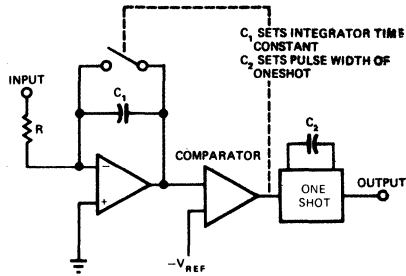 C1 SETS INTEGRATOR TIME
CONSTANT
C2 SETS PULSE WIDTH OF
ONESHOT
INPUT
C1
R
−
+
COMPARATOR
−VREF
C2
ONE
SHOT
OUTPUT